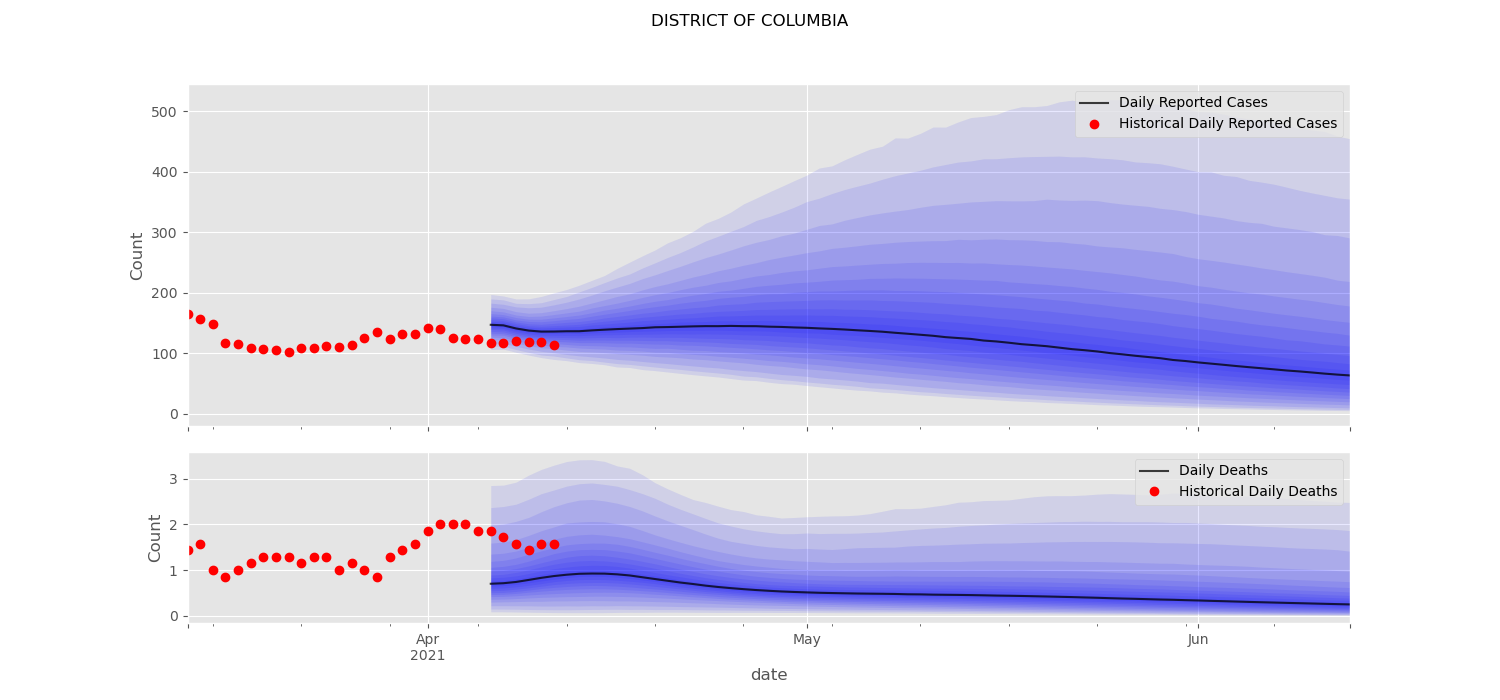 DISTRICT OF COLUMBIA
Daily Reported Cases
Historical Daily Reported Cases
500
400
300
200
100
0
Count
Daily Deaths
Historical Daily Deaths
3
2
1
0
Count
Apr
2021
May
Jun
date